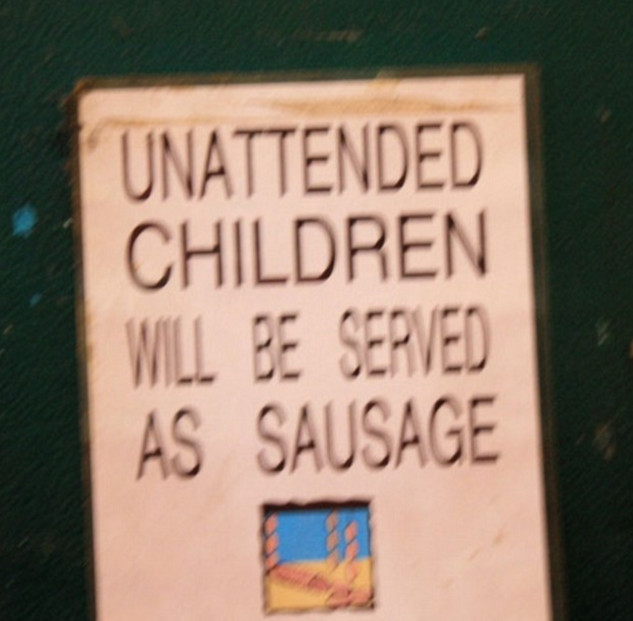 UNATTENDED
CHILDREN
WILL BE SERVED
AS SAUSAGE